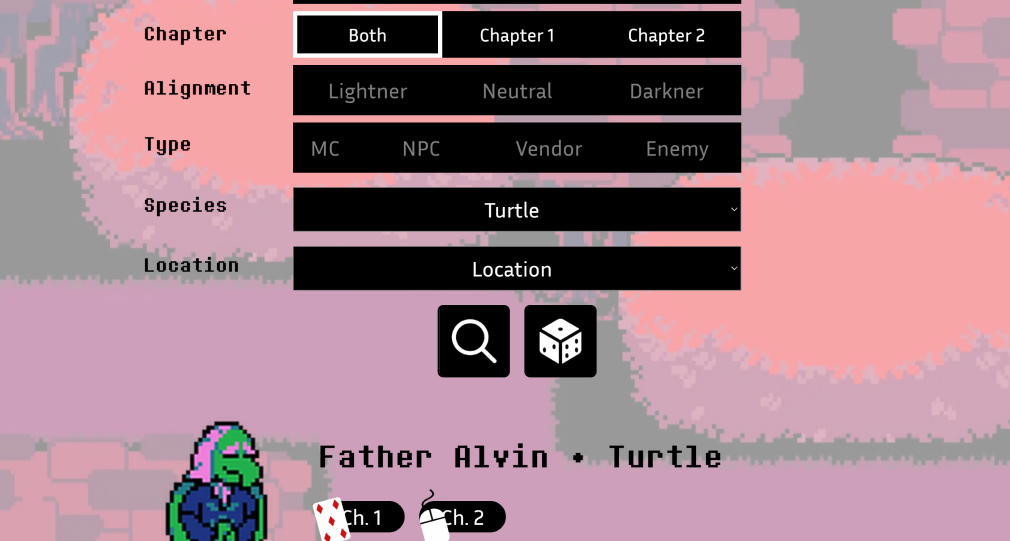 Chapter Both Chapter 1 Chapter 2
Alignment Lightner Neutral Darkner
Type MC NPC Vendor Enemy
Species Turtle
Location Location
Father Alvin • Turtle
Ch. 1 Ch. 2